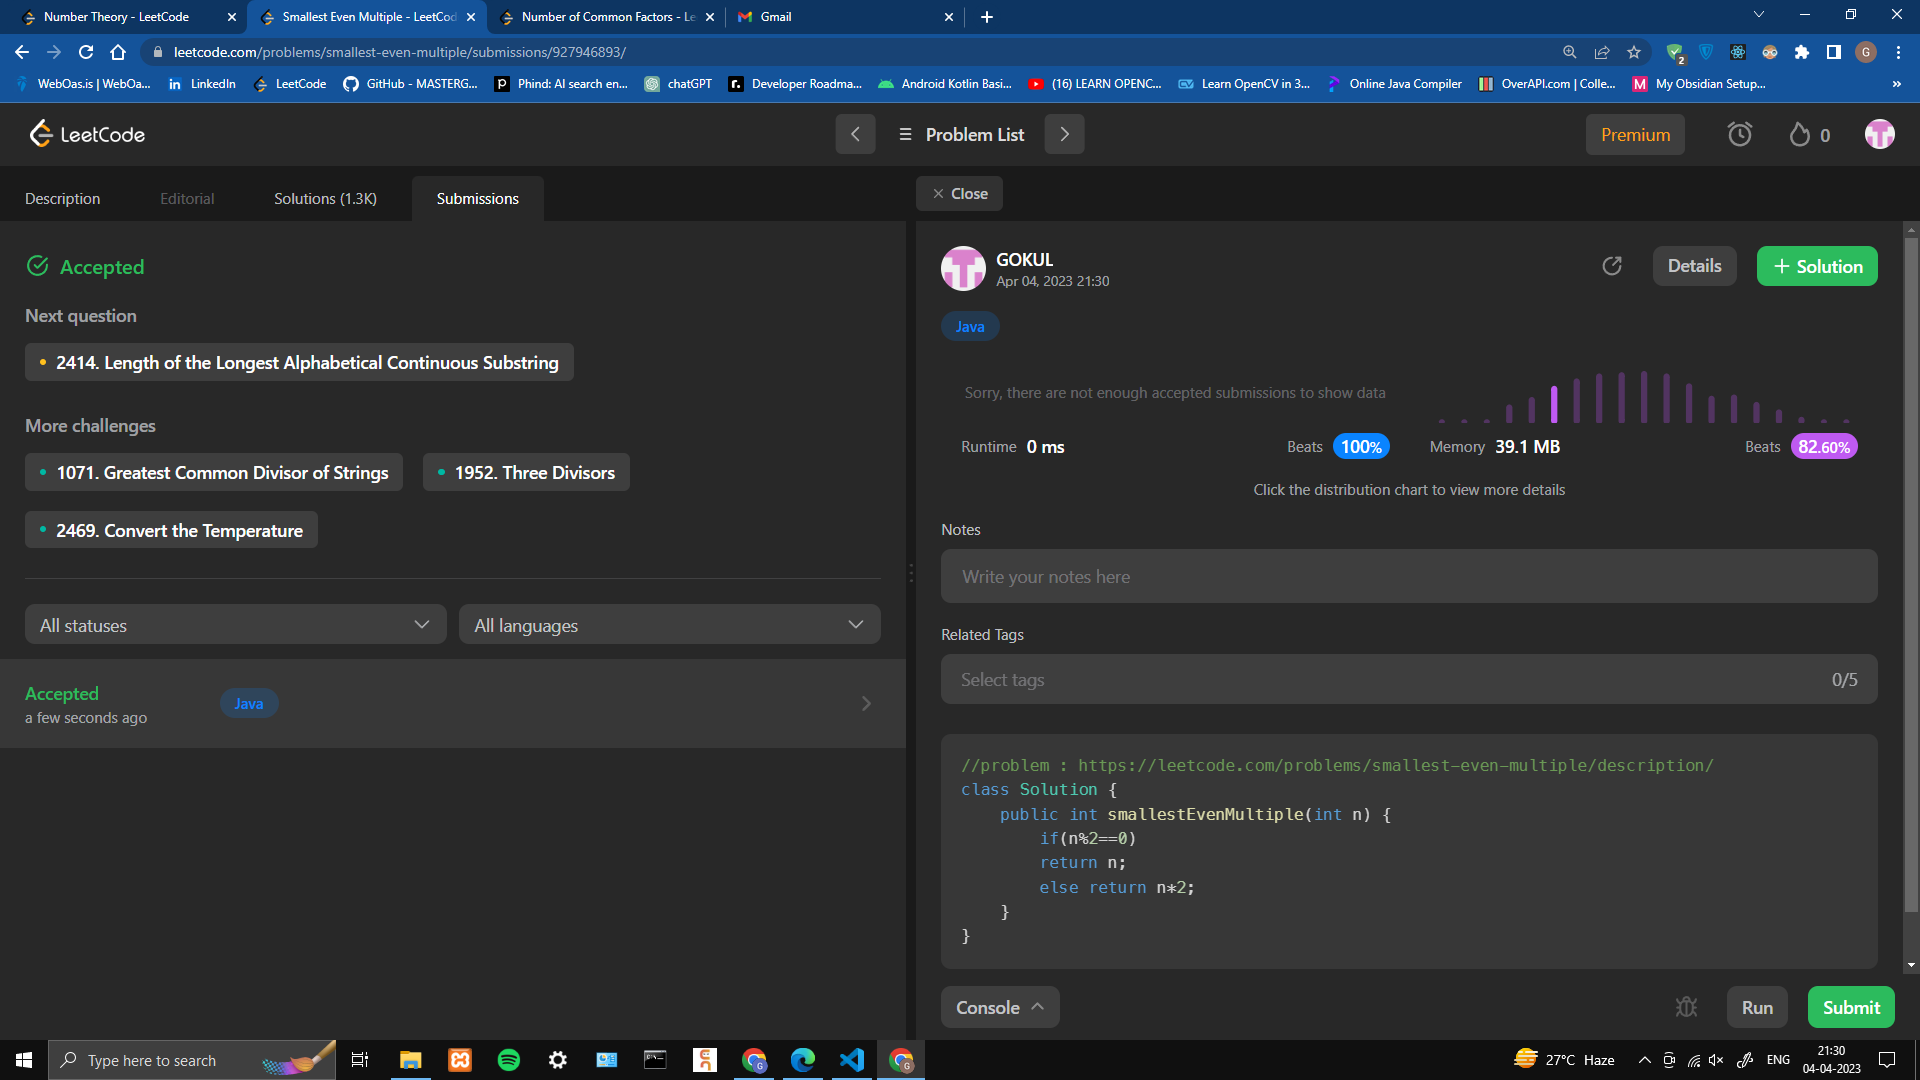 Number Theory - LeetCode
Smallest Even Multiple - LeetCod
Number of Common Factors - Le
Gmail
leetcode.com/problems/smallest-even-multiple/submissions/927946893/
2
G
WebOas.is | WebOa...
LinkedIn
LeetCode
GitHub - MASTERG...
Phind: AI search en...
chatGPT
Developer Roadma...
Android Kotlin Basi...
(16) LEARN OPENC...
Learn OpenCV in 3...
Online Java Compiler
OverAPI.com | Colle...
My Obsidian Setup...
»
LeetCode
Problem List
Premium
0
Description
Editorial
Solutions (1.3K)
Submissions
Close
Accepted
Next question
2414. Length of the Longest Alphabetical Continuous Substring
More challenges
1071. Greatest Common Divisor of Strings
1952. Three Divisors
2469. Convert the Temperature
All statuses
All languages
Accepted
a few seconds ago
Java
GOKUL
Apr 04, 2023 21:30
Details
+ Solution
Java
Sorry, there are not enough accepted submissions to show data
Runtime 0 ms
Beats 100%
Memory 39.1 MB
Beats 82.60%
Click the distribution chart to view more details
Notes
Write your notes here
Related Tags
Select tags
0/5
//problem : https://leetcode.com/problems/smallest-even-multiple/description/
class Solution {
    public int smallestEvenMultiple(int n) {
        if(n%2==0)
        return n;
        else return n*2;
    }
}
Console
Run
Submit
Type here to search
27°C Haze
ENG
21:30
04-04-2023